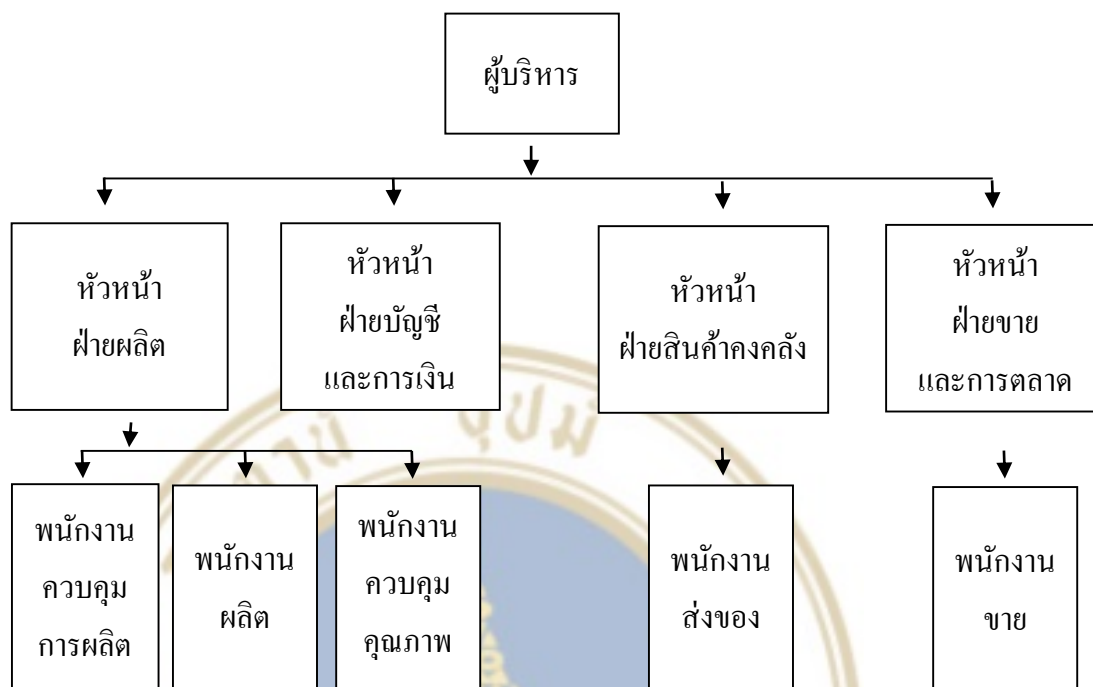 ผู้บริหาร
หัวหน้า
ฝ่ายผลิต
หัวหน้า
ฝ่ายบัญชี
และการเงิน
หัวหน้า
ฝ่ายสินค้าคงคลัง
หัวหน้า
ฝ่ายขาย
และการตลาด
พนักงาน
ควบคุม
การผลิต
พนักงาน
ผลิต
พนักงาน
ควบคุม
คุณภาพ
พนักงาน
ส่งของ
พนักงาน
ขาย